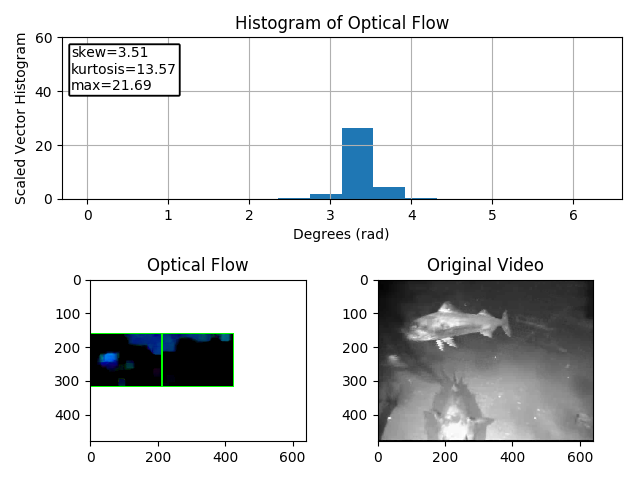 Histogram of Optical Flow
Scaled Vector Histogram
60
40
20
0
skew=3.51
kurtosis=13.57
max=21.69
0 1 2 3 4 5 6
Degrees (rad)
Optical Flow
0
100
200
300
400
0 200 400 600
Original Video
0
100
200
300
400
0 200 400 600